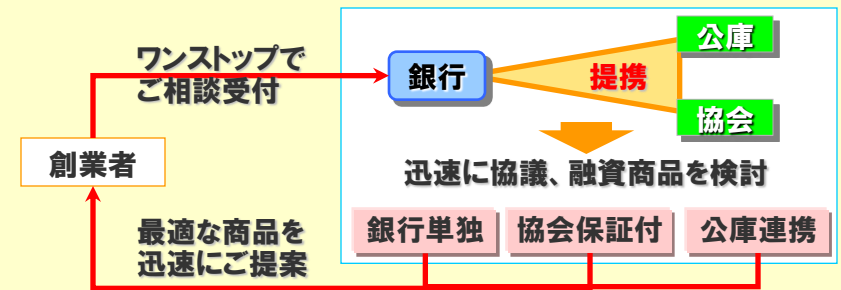 ワンストップで
ご相談受付
銀行
提携
公庫
協会
創業者
迅速に協議、融資商品を検討
最適な商品を
迅速にご提案
銀行単独
協会保証付
公庫連携